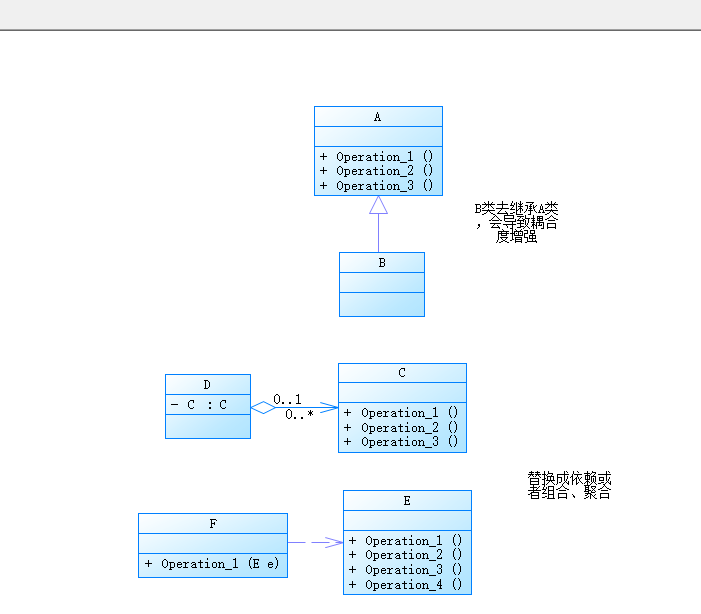 A
+ Operation_1 ()
+ Operation_2 ()
+ Operation_3 ()
B类去继承A类
，会导致耦合
度增强
B
D
- C : C
0..1
0..*
C
+ Operation_1 ()
+ Operation_2 ()
+ Operation_3 ()
替换成依赖或
者组合、聚合
F
+ Operation_1 (E e)
E
+ Operation_1 ()
+ Operation_2 ()
+ Operation_3 ()
+ Operation_4 ()